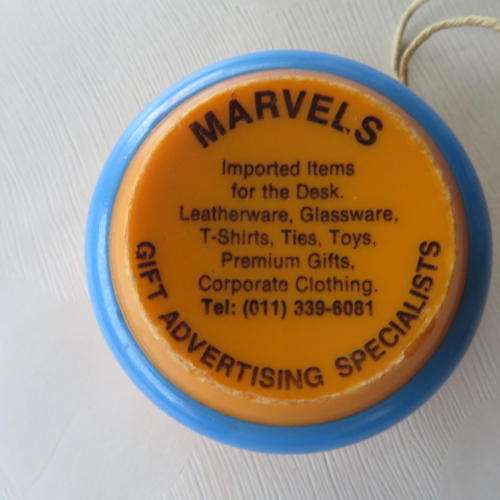 MARVELS
Imported Items
for the Desk.
Leatherware, Glassware,
T-Shirts, Ties, Toys,
Premium Gifts,
Corporate Clothing.
Tel: (011) 339-6081
GIFT ADVERTISING SPECIALISTS